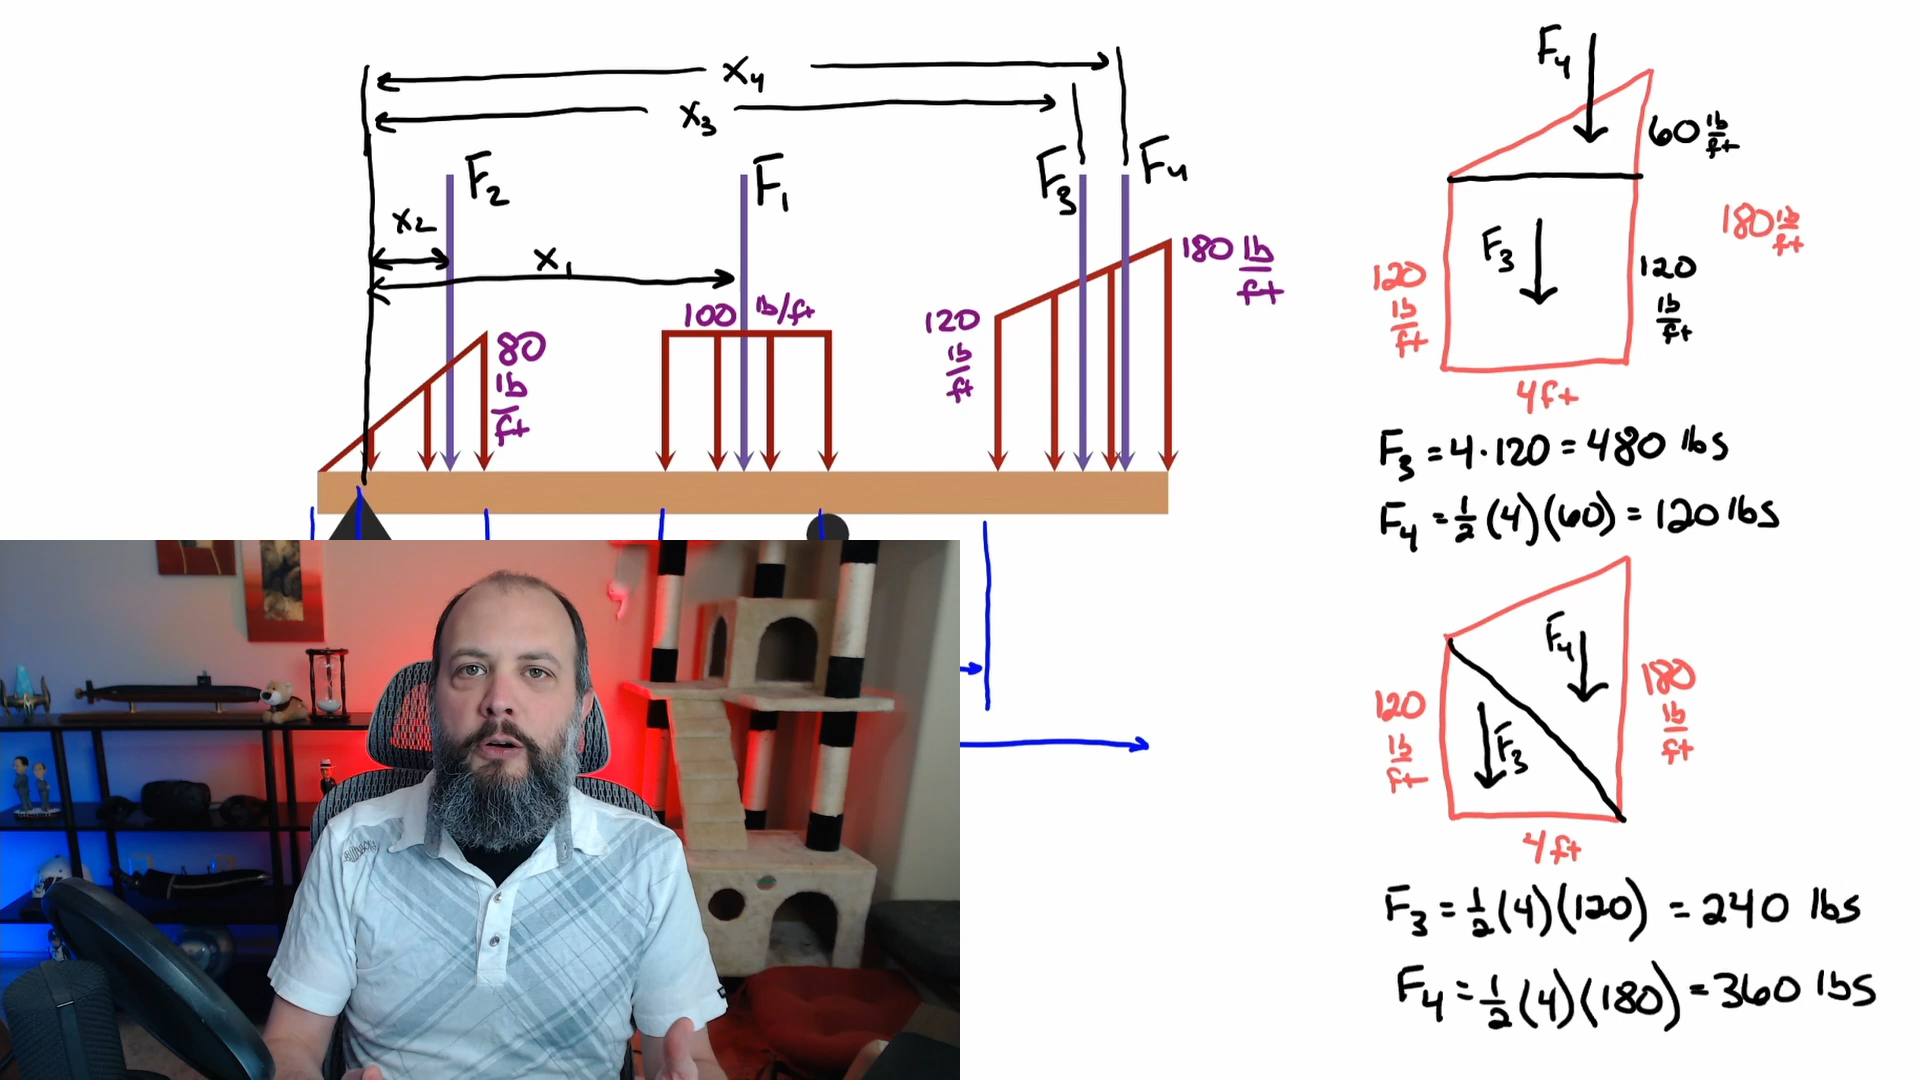 x4
x3
F2
F1
F3
F4
x2
x1
80
lb
ft
100 lb/ft
120
lb
ft
180 lb
ft
F4
60 lb
ft
F3
180 lb
ft
120
lb
ft
120
lb
ft
4ft
F3 = 4·120 = 480 lbs
F4 = 1/2 (4)(60) = 120 lbs
F4
F3
120
lb
ft
180
lb
ft
4ft
F3 = 1/2 (4)(120) = 240 lbs
F4 = 1/2 (4)(180) = 360 lbs